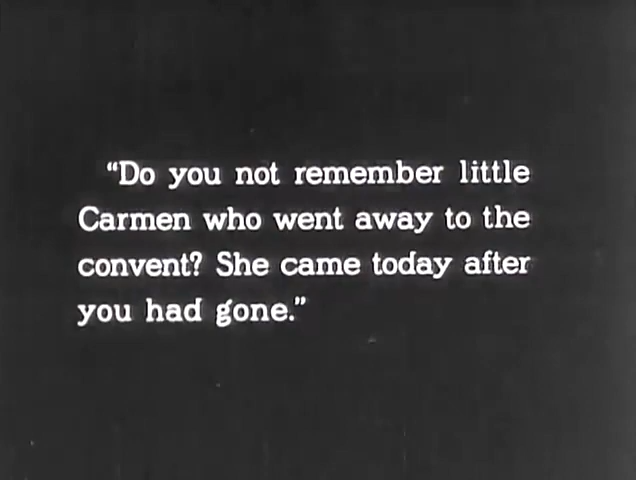 “Do you not remember little
Carmen who went away to the
convent? She came today after
you had gone.”